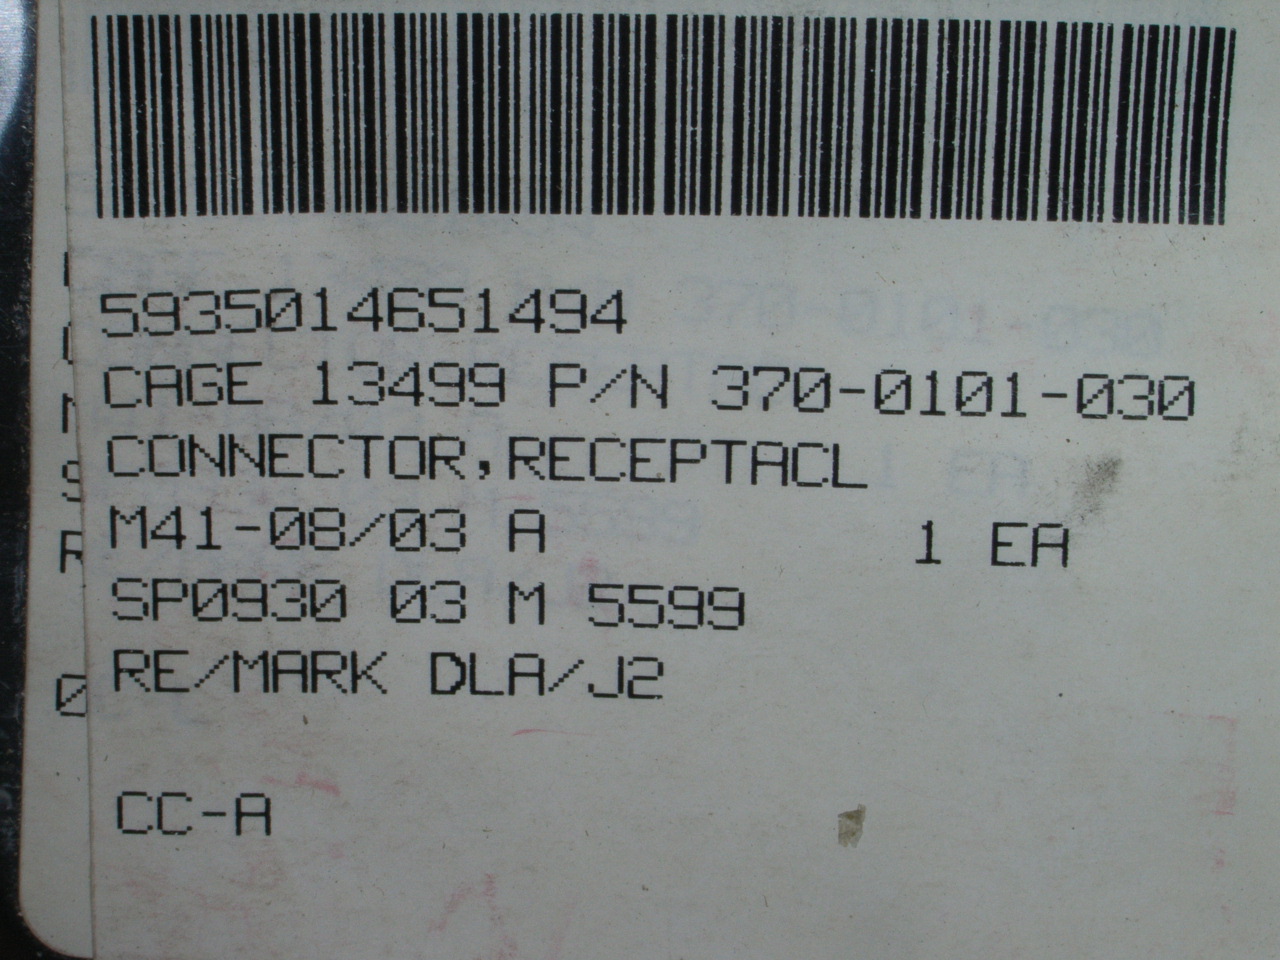 5935014651494
CAGE 13499 P/N 370-0101-030
CONNECTOR,RECEPTACL
M41-08/03 A 1 EA
SP0930 03 M 5599
RE/MARK DLA/J2
CC-A